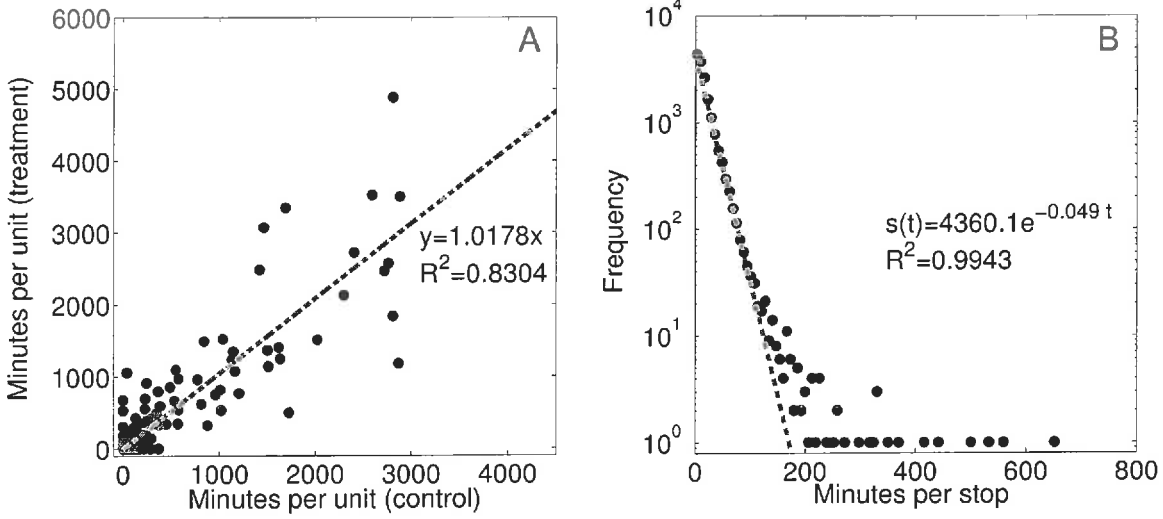 A
Minutes per unit (treatment)
6000
5000
4000
3000
2000
1000
0
y=1.0178x
R²=0.8304
0 1000 2000 3000 4000
Minutes per unit (control)
B
Frequency
10⁴
10³
10²
10¹
10⁰
s(t)=4360.1e⁻⁰·⁰⁴⁹ ᵗ
R²=0.9943
0 200 400 600 800
Minutes per stop